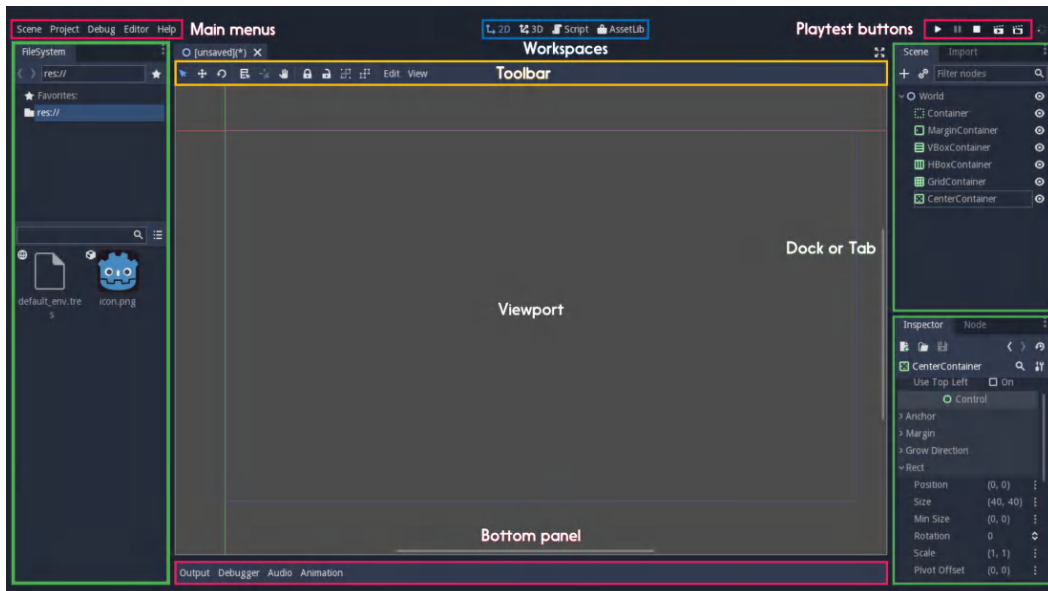 Scene Project Debug Editor Help Main menus 2D 3D Script AssetLib Playtest buttons
FileSystem [unsaved](*) Workspaces Scene Import
res:// Edit View Toolbar Filter nodes
Favorites: World
res:// Container
MarginContainer
VBoxContainer
HBoxContainer
GridContainer
CenterContainer
Dock or Tab
default_env.tre
s
icon.png
Viewport
Inspector Node
CenterContainer
Use Top Left On
Control
Anchor
Margin
Grow Direction
Rect
Position (0, 0)
Size (40, 40)
Min Size (0, 0)
Rotation 0
Scale (1, 1)
Pivot Offset (0, 0)
Bottom panel
Output Debugger Audio Animation